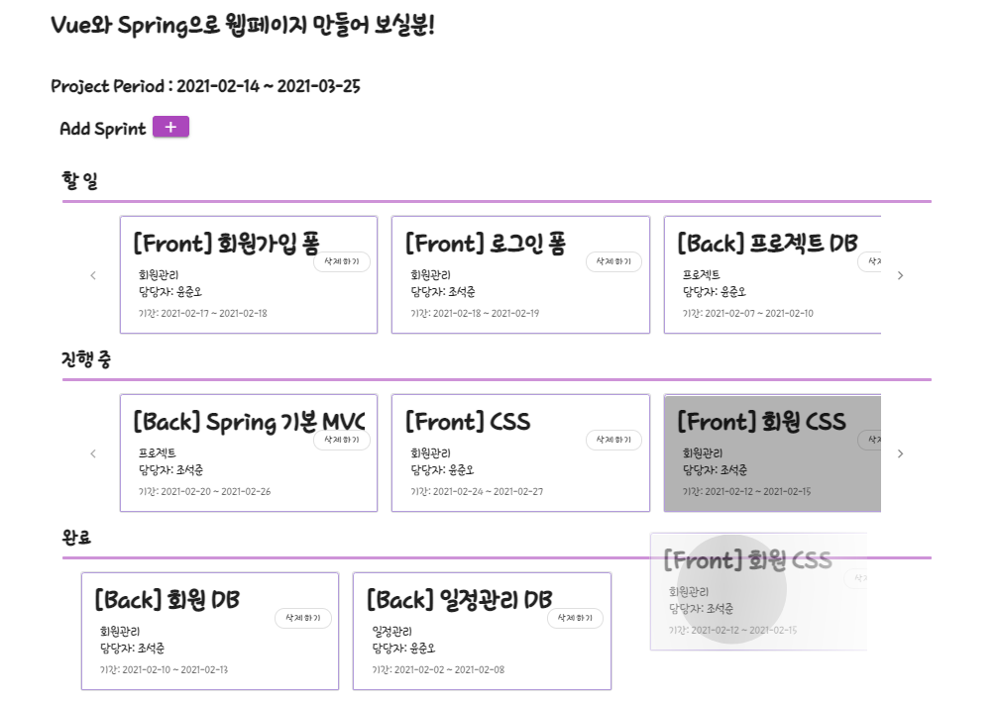 Vue와 Spring으로 웹페이지 만들어 보실분!
Project Period : 2021-02-14 ~ 2021-03-25
Add Sprint +
할 일
[Front] 회원가입 폼
삭제하기
회원관리
담당자: 윤준오
기간: 2021-02-17 ~ 2021-02-18
[Front] 로그인 폼
삭제하기
회원관리
담당자: 조석준
기간: 2021-02-18 ~ 2021-02-19
[Back] 프로젝트 DB
프로젝트
담당자: 윤준오
기간: 2021-02-07 ~ 2021-02-10
진행 중
[Back] Spring 기본 MVC
삭제하기
프로젝트
담당자: 조석준
기간: 2021-02-20 ~ 2021-02-26
[Front] CSS
삭제하기
회원관리
담당자: 윤준오
기간: 2021-02-24 ~ 2021-02-27
[Front] 회원 CSS
회원관리
담당자: 조석준
기간: 2021-02-12 ~ 2021-02-15
완료
[Back] 회원 DB
삭제하기
회원관리
담당자: 조석준
기간: 2021-02-10 ~ 2021-02-13
[Back] 일정관리 DB
삭제하기
일정관리
담당자: 윤준오
기간: 2021-02-02 ~ 2021-02-08
[Front] 회원 CSS
회원관리
담당자: 조석준
기간: 2021-02-12 ~ 2021-02-15